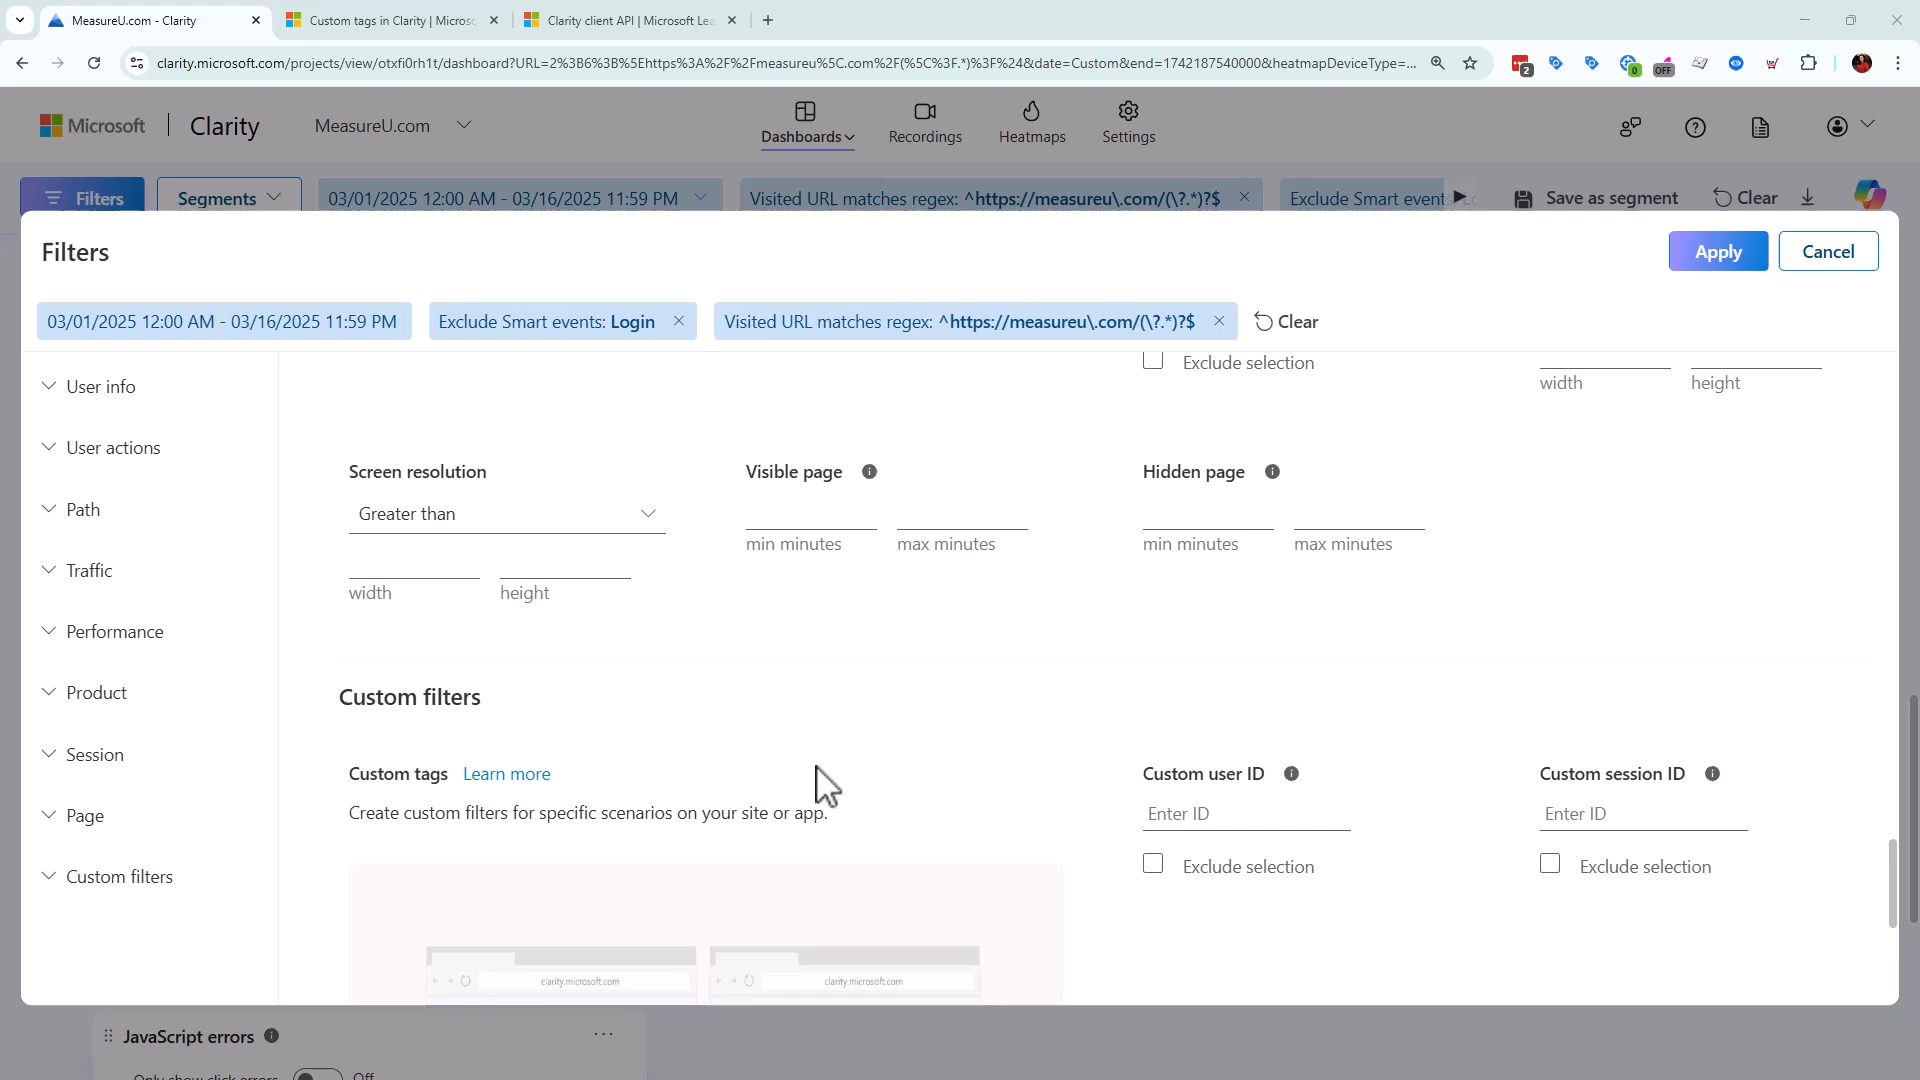 MeasureU.com - Clarity
Custom tags in Clarity | Microso
Clarity client API | Microsoft Lea
clarity.microsoft.com/projects/view/otxfi0rh1t/dashboard?URL=2%3B6%3B%5Ehttps%3A%2F%2Fmeasureu%5C.com%2F(%5C%3F.*)%3F%24&date=Custom&end=1742187540000&heatmapDeviceType=...
2
0
OFF
Microsoft | Clarity
MeasureU.com
Dashboards
Recordings
Heatmaps
Settings
Filters
Segments
03/01/2025 12:00 AM - 03/16/2025 11:59 PM
Visited URL matches regex: ^https://measureu\.com/(\?.*)?$
Exclude Smart event
Save as segment
Clear
Filters
Apply
Cancel
03/01/2025 12:00 AM - 03/16/2025 11:59 PM
Exclude Smart events: Login
Visited URL matches regex: ^https://measureu\.com/(\?.*)?$
Clear
User info
User actions
Path
Traffic
Performance
Product
Session
Page
Custom filters
Exclude selection
width
height
Screen resolution
Greater than
width
height
Visible page
min minutes
max minutes
Hidden page
min minutes
max minutes
Custom filters
Custom tags
Learn more
Create custom filters for specific scenarios on your site or app.
Custom user ID
Enter ID
Exclude selection
Custom session ID
Enter ID
Exclude selection
clarity.microsoft.com
clarity.microsoft.com
JavaScript errors
Only show click errors
Off